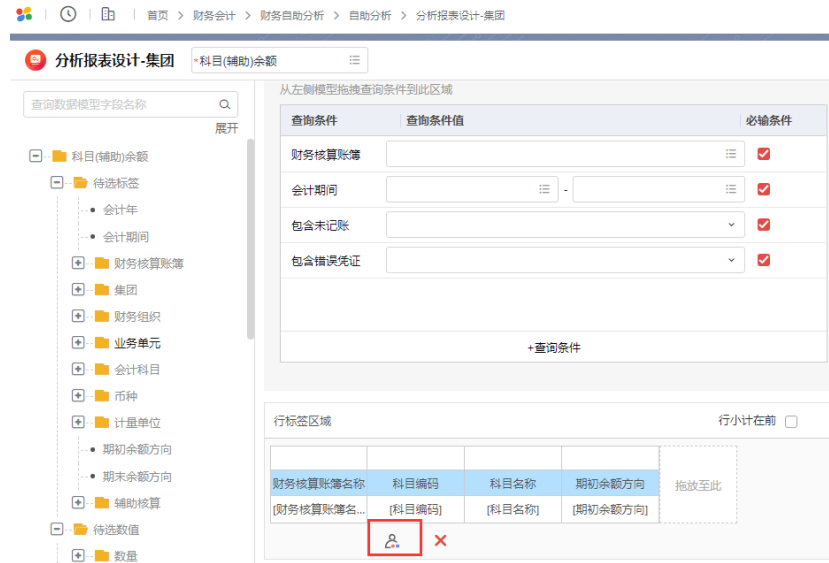 首页 > 财务会计 > 财务自助分析 > 自助分析 > 分析报表设计-集团
分析报表设计-集团 *科目(辅助)余额
从左侧模型拖拽查询条件到此区域
查询数据模型字段名称
展开
查询条件 查询条件值 必输条件
财务核算账簿
会计期间 -
包含未记账
包含错误凭证
+查询条件
科目(辅助)余额
待选标签
会计年
会计期间
财务核算账簿
集团
财务组织
业务单元
会计科目
币种
计量单位
期初余额方向
期末余额方向
辅助核算
待选数值
数量
行标签区域 行小计在前
财务核算账簿名称 科目编码 科目名称 期初余额方向
[财务核算账簿名... [科目编码] [科目名称] [期初余额方向]
拖放至此